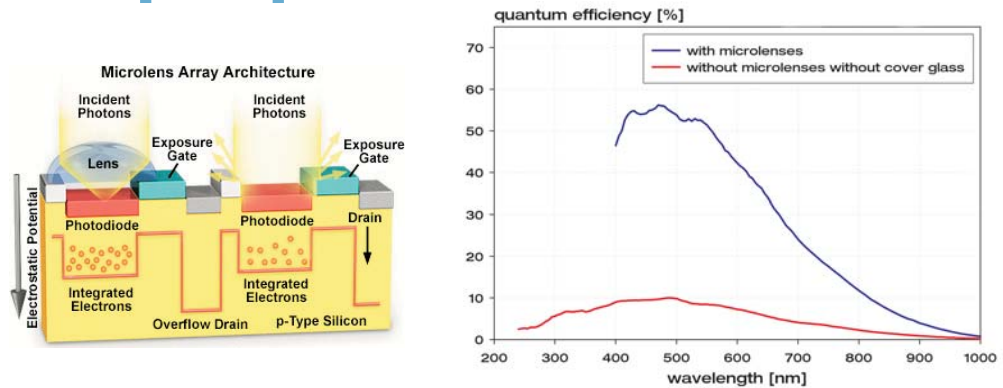 Microlens Array Architecture
Incident
Photons
Incident
Photons
Lens
Exposure
Gate
Exposure
Gate
Photodiode
Photodiode
Drain
Integrated
Electrons
Integrated
Electrons
Overflow Drain
p-Type Silicon
Electrostatic Potential
quantum efficiency [%]
with microlenses
without microlenses without cover glass
70
60
50
40
30
20
10
0
200 300 400 500 600 700 800 900 1000
wavelength [nm]